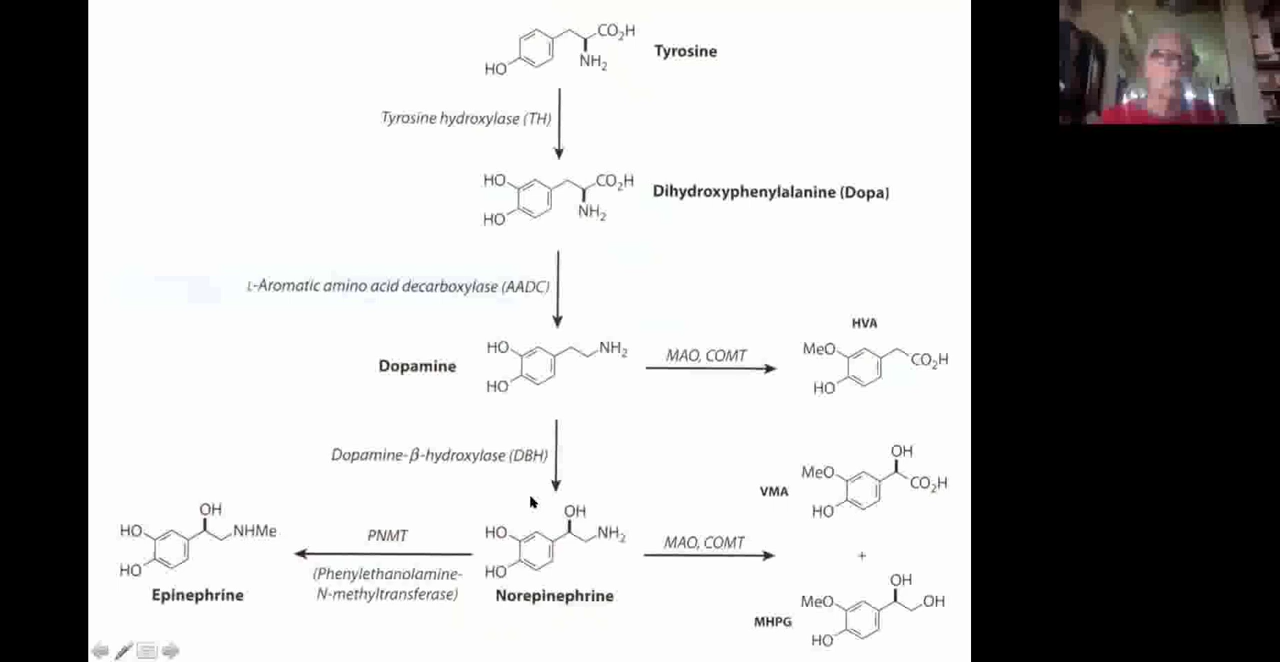 CO2H
Tyrosine
HO
NH2
Tyrosine hydroxylase (TH)
HO
CO2H
Dihydroxyphenylalanine (Dopa)
HO
NH2
L-Aromatic amino acid decarboxylase (AADC)
HVA
Dopamine
HO
NH2
HO
MAO, COMT
MeO
CO2H
HO
Dopamine-β-hydroxylase (DBH)
OH
MeO
CO2H
VMA
HO
OH
HO
NHMe
HO
Epinephrine
PNMT
(Phenylethanolamine-
N-methyltransferase)
OH
HO
NH2
HO
Norepinephrine
MAO, COMT
+
OH
MeO
OH
MHPG
HO